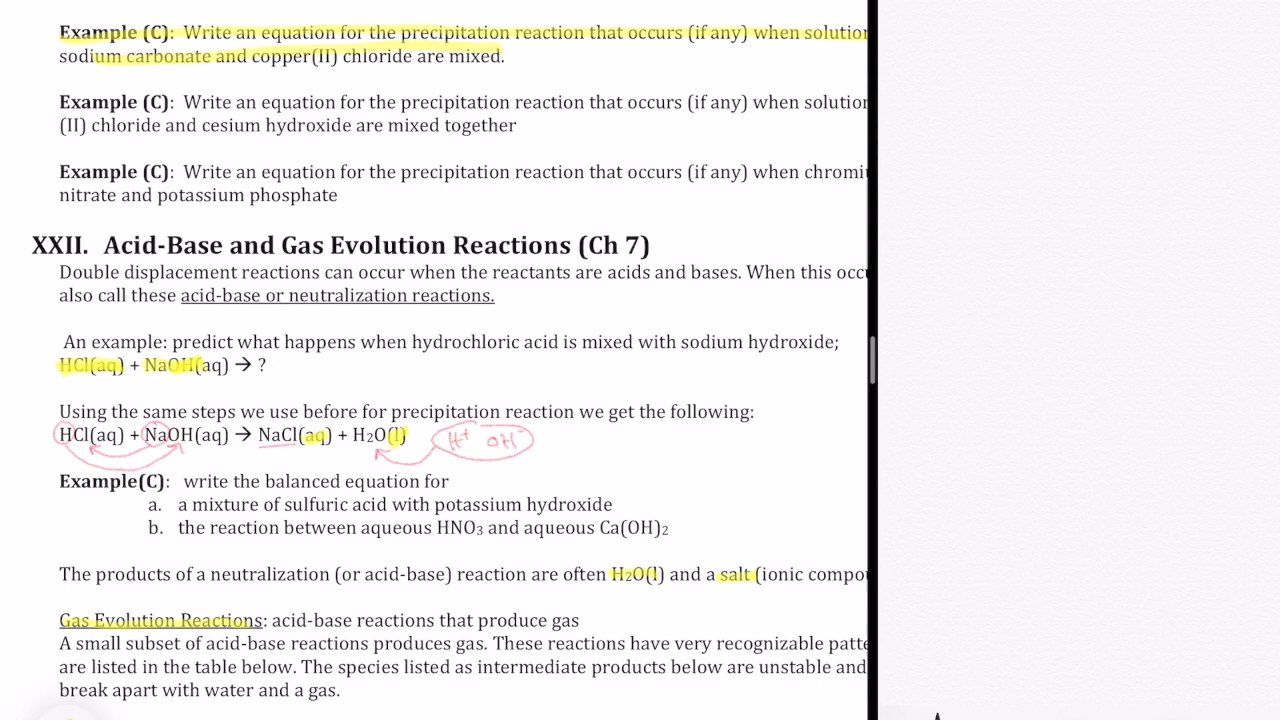 Example (C): Write an equation for the precipitation reaction that occurs (if any) when
sodium carbonate and copper(II) chloride are mixed.
Example (C): Write an equation for the precipitation reaction that occurs (if any) when
(II) chloride and cesium hydroxide are mixed together
Example (C): Write an equation for the precipitation reaction that occurs (if any) when
nitrate and potassium phosphate
XXII. Acid-Base and Gas Evolution Reactions (Ch 7)
Double displacement reactions can occur when the reactants are acids and bases. When this
also call these acid-base or neutralization reactions.
An example: predict what happens when hydrochloric acid is mixed with sodium hydroxide;
HCl(aq) + NaOH(aq) → ?
Using the same steps we use before for precipitation reaction we get the following:
HCl(aq) + NaOH(aq) → NaCl(aq) + H₂O(l) H⁺ OH⁻
Example(C): write the balanced equation for
a. a mixture of sulfuric acid with potassium hydroxide
b. the reaction between aqueous HNO₃ and aqueous Ca(OH)₂
The products of a neutralization (or acid-base) reaction are often H₂O(l) and a salt (ionic
Gas Evolution Reactions: acid-base reactions that produce gas
A small subset of acid-base reactions produces gas. These reactions have very recognizable
are listed in the table below. The species listed as intermediate products below are unstable and
break apart with water and a gas.